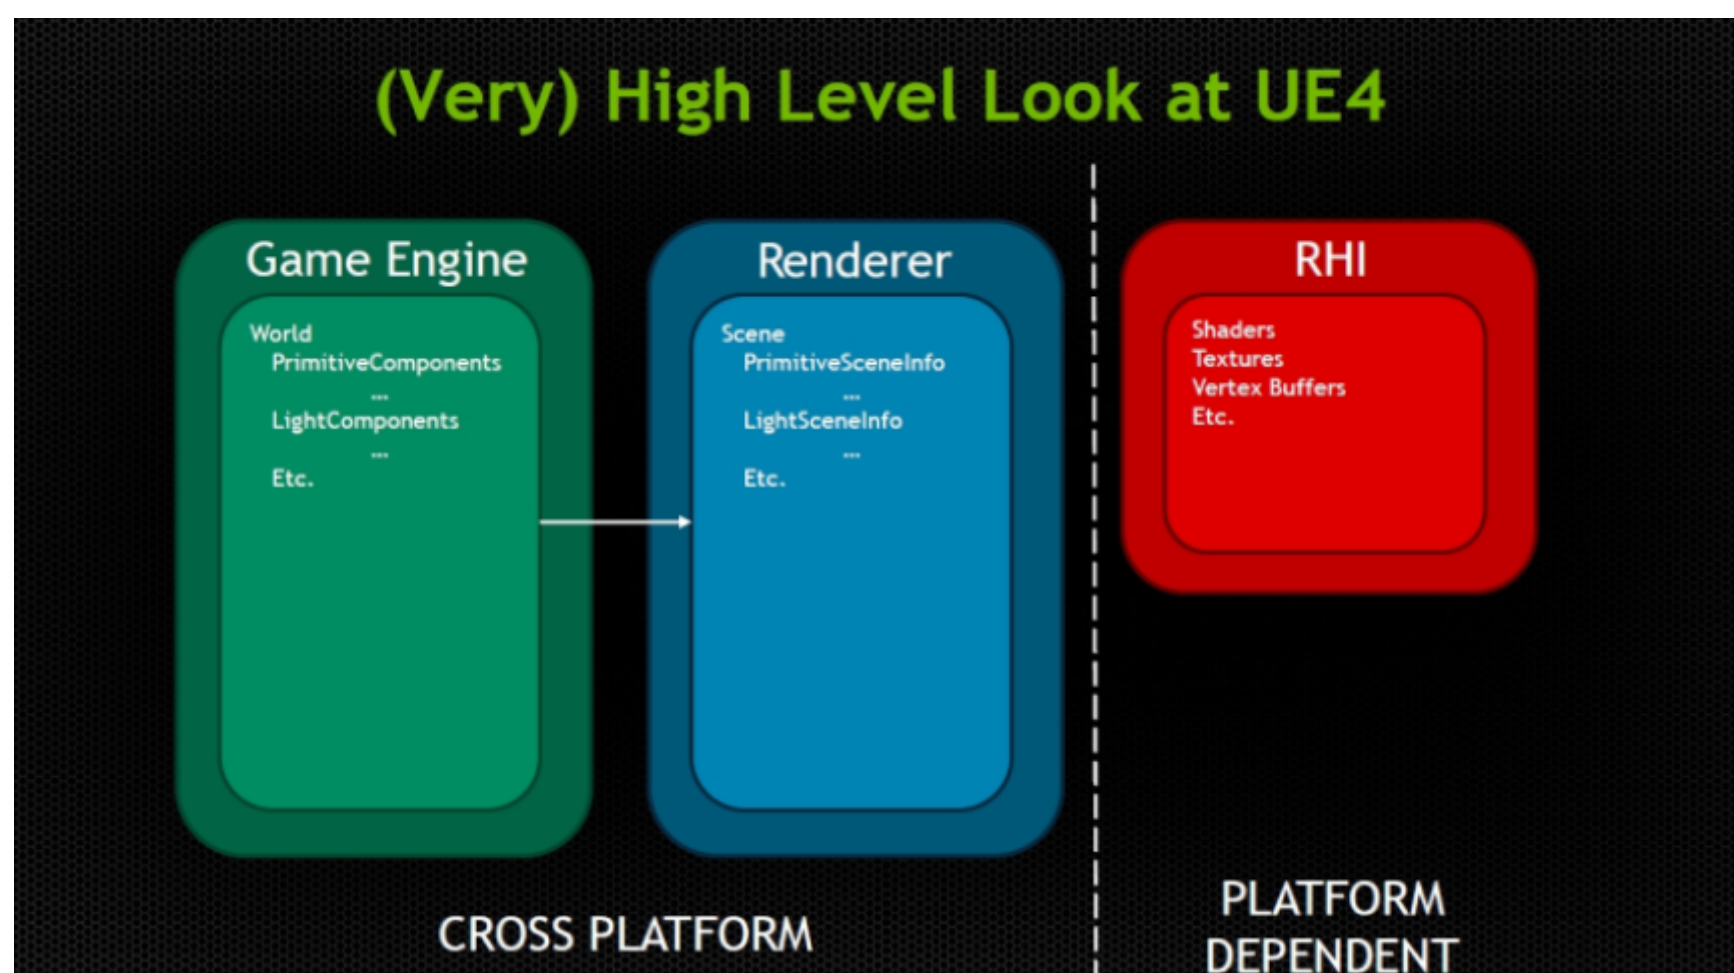 (Very) High Level Look at UE4
Game Engine
World
PrimitiveComponents
...
LightComponents
...
Etc.
Renderer
Scene
PrimitiveSceneInfo
...
LightSceneInfo
...
Etc.
RHI
Shaders
Textures
Vertex Buffers
Etc.
CROSS PLATFORM
PLATFORM
DEPENDENT